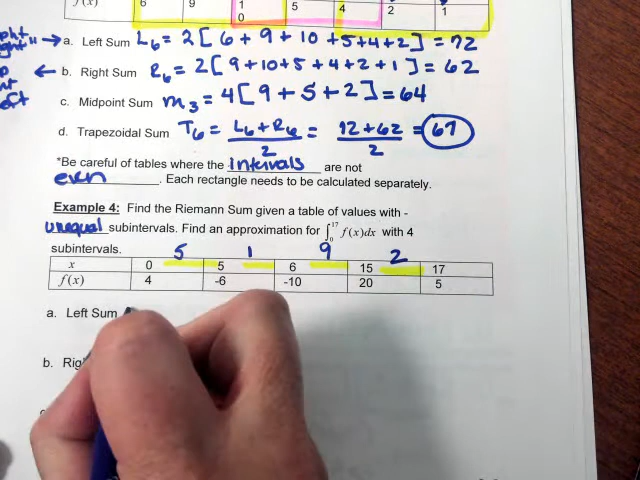 f(x) 6 9 10 5 4 2 1
ght" → a. Left Sum L₆ = 2[6+9+10+5+4+2] = 72
← b. Right Sum R₆ = 2[9+10+5+4+2+1] = 62
c. Midpoint Sum m₃ = 4[9+5+2] = 64
d. Trapezoidal Sum T₆ = (L₆+R₆)/2 = (72+62)/2 = 67
*Be careful of tables where the intervals are not
even. Each rectangle needs to be calculated separately.
Example 4: Find the Riemann Sum given a table of values with -
unequal subintervals. Find an approximation for ∫₀¹⁷ f(x)dx with 4
subintervals. 5 1 9 2
x 0 5 6 15 17
f(x) 4 -6 -10 20 5
a. Left Sum
b. Rig